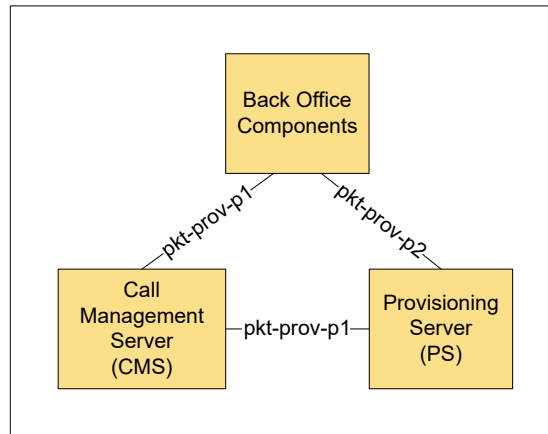 Back Office
Components
pkt-prov-p1
pkt-prov-p2
Call
Management
Server
(CMS)
pkt-prov-p1
Provisioning
Server
(PS)